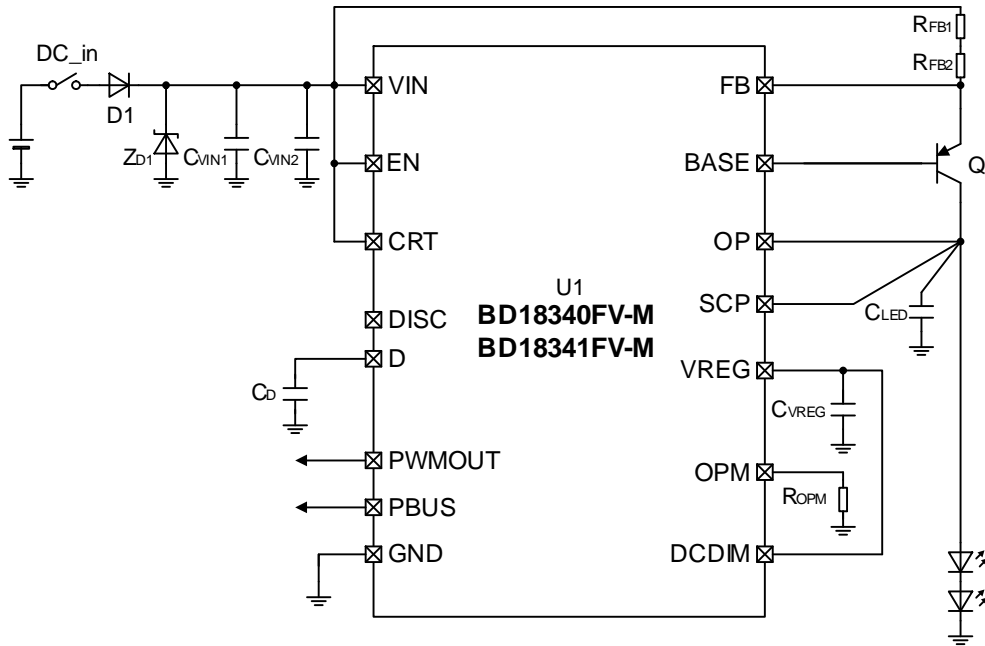 RFB1
DC_in
RFB2
D1
VIN
FB
ZD1
CVIN1
CVIN2
EN
BASE
Q
CRT
OP
U1
BD18340FV-M
BD18341FV-M
SCP
CLED
DISC
D
VREG
CD
CVREG
PWMOUT
OPM
ROPM
PBUS
GND
DCDIM